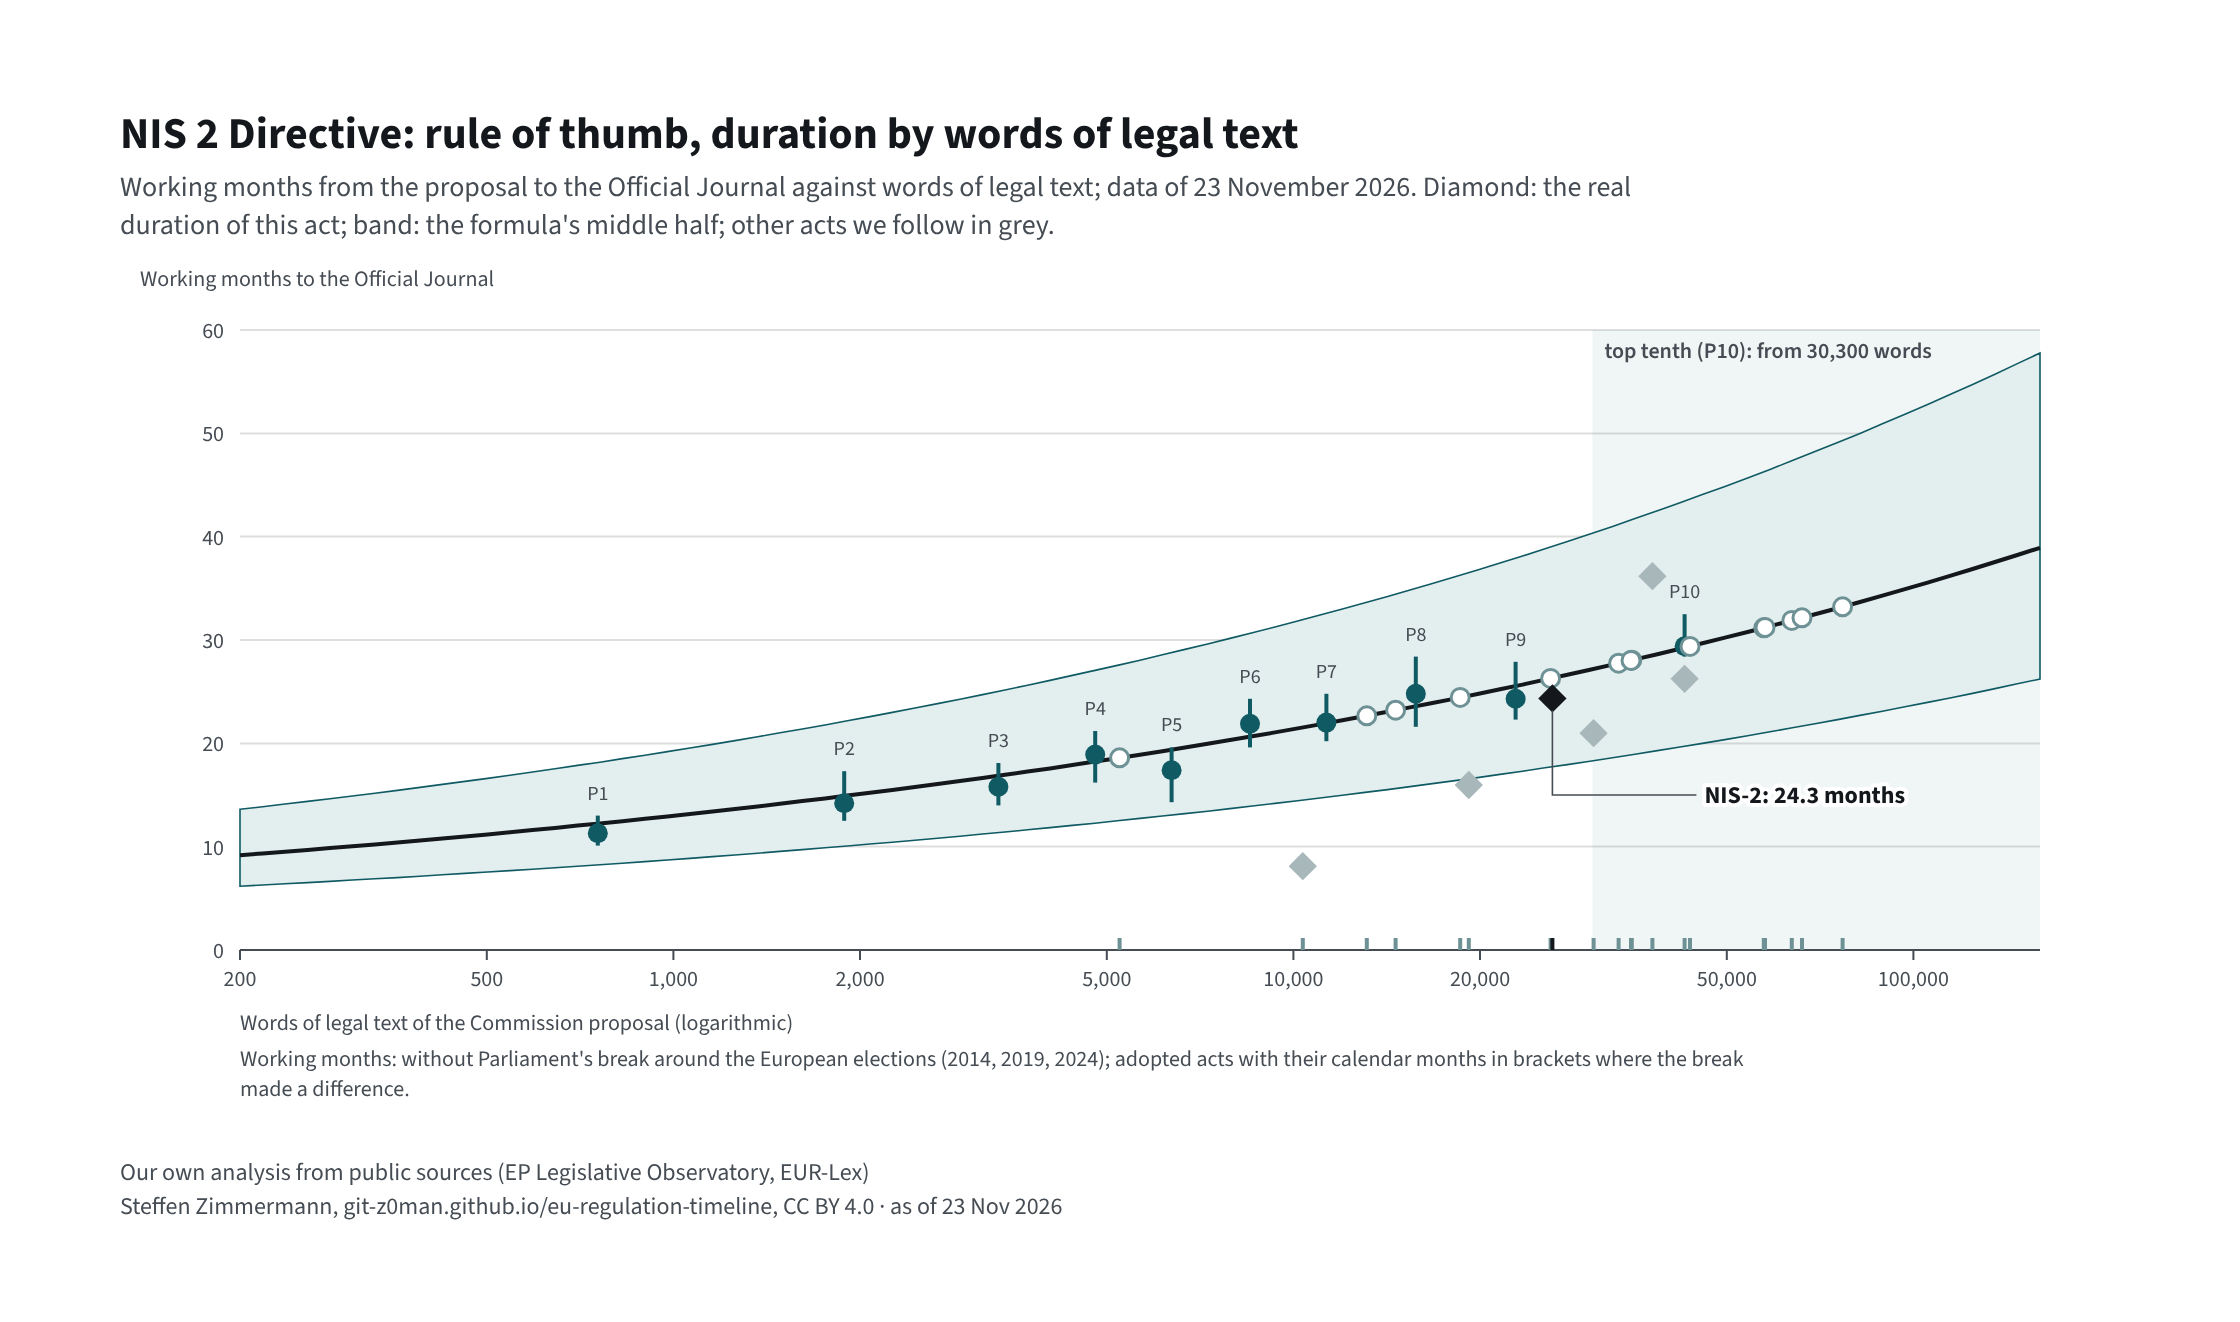 NIS 2 Directive: rule of thumb, duration by words of legal text
Working months from the proposal to the Official Journal against words of legal text; data of 23 November 2026. Diamond: the real
duration of this act; band: the formula's middle half; other acts we follow in grey.
Working months to the Official Journal
60
top tenth (P10): from 30,300 words
50
40
P10
30
P8
P9
P7
P6
P4
P5
P3
P2
20
P1
NIS-2: 24.3 months
10
0
200 500 1,000 2,000 5,000 10,000 20,000 50,000 100,000
Words of legal text of the Commission proposal (logarithmic)
Working months: without Parliament's break around the European elections (2014, 2019, 2024); adopted acts with their calendar months in brackets where the break
made a difference.
Our own analysis from public sources (EP Legislative Observatory, EUR-Lex)
Steffen Zimmermann, git-z0man.github.io/eu-regulation-timeline, CC BY 4.0 · as of 23 Nov 2026